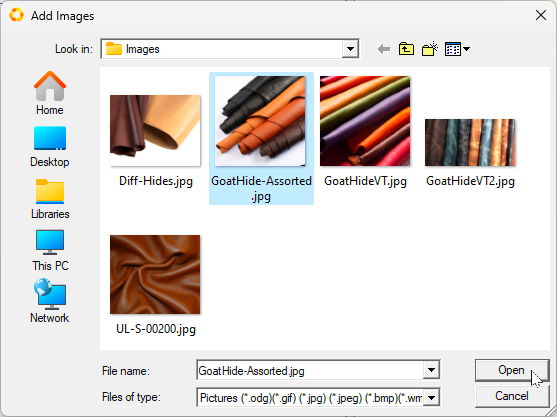 Add Images
Look in:
Images
Home
Desktop
Libraries
This PC
Network
Diff-Hides.jpg
GoatHide-Assorted
.jpg
GoatHideVT.jpg
GoatHideVT2.jpg
UL-S-00200.jpg
File name:
GoatHide-Assorted.jpg
Open
Files of type:
Pictures (*.odg)(*.gif) (*.jpg) (*.jpeg) (*.bmp)(*.wm
Cancel